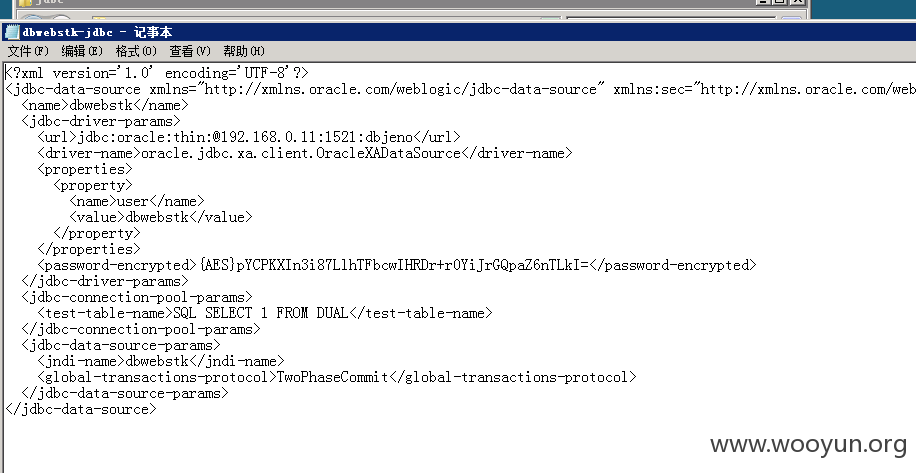 jdbc
dbwebstk-jdbc - 记事本
文件(F) 编辑(E) 格式(O) 查看(V) 帮助(H)
<?xml version='1.0' encoding='UTF-8'?>
<jdbc-data-source xmlns="http://xmlns.oracle.com/weblogic/jdbc-data-source" xmlns:sec="http://xmlns.oracle.com/web
<name>dbwebstk</name>
<jdbc-driver-params>
<url>jdbc:oracle:thin:@192.168.0.11:1521:dbjeno</url>
<driver-name>oracle.jdbc.xa.client.OracleXADataSource</driver-name>
<properties>
<property>
<name>user</name>
<value>dbwebstk</value>
</property>
</properties>
<password-encrypted>{AES}pYCPKXIn3i87LlhTFbcwIHRDr+rOYiJrGQpaZ6nTLkI=</password-encrypted>
</jdbc-driver-params>
<jdbc-connection-pool-params>
<test-table-name>SQL SELECT 1 FROM DUAL</test-table-name>
</jdbc-connection-pool-params>
<jdbc-data-source-params>
<jndi-name>dbwebstk</jndi-name>
<global-transactions-protocol>TwoPhaseCommit</global-transactions-protocol>
</jdbc-data-source-params>
</jdbc-data-source>
www.wooyun.org